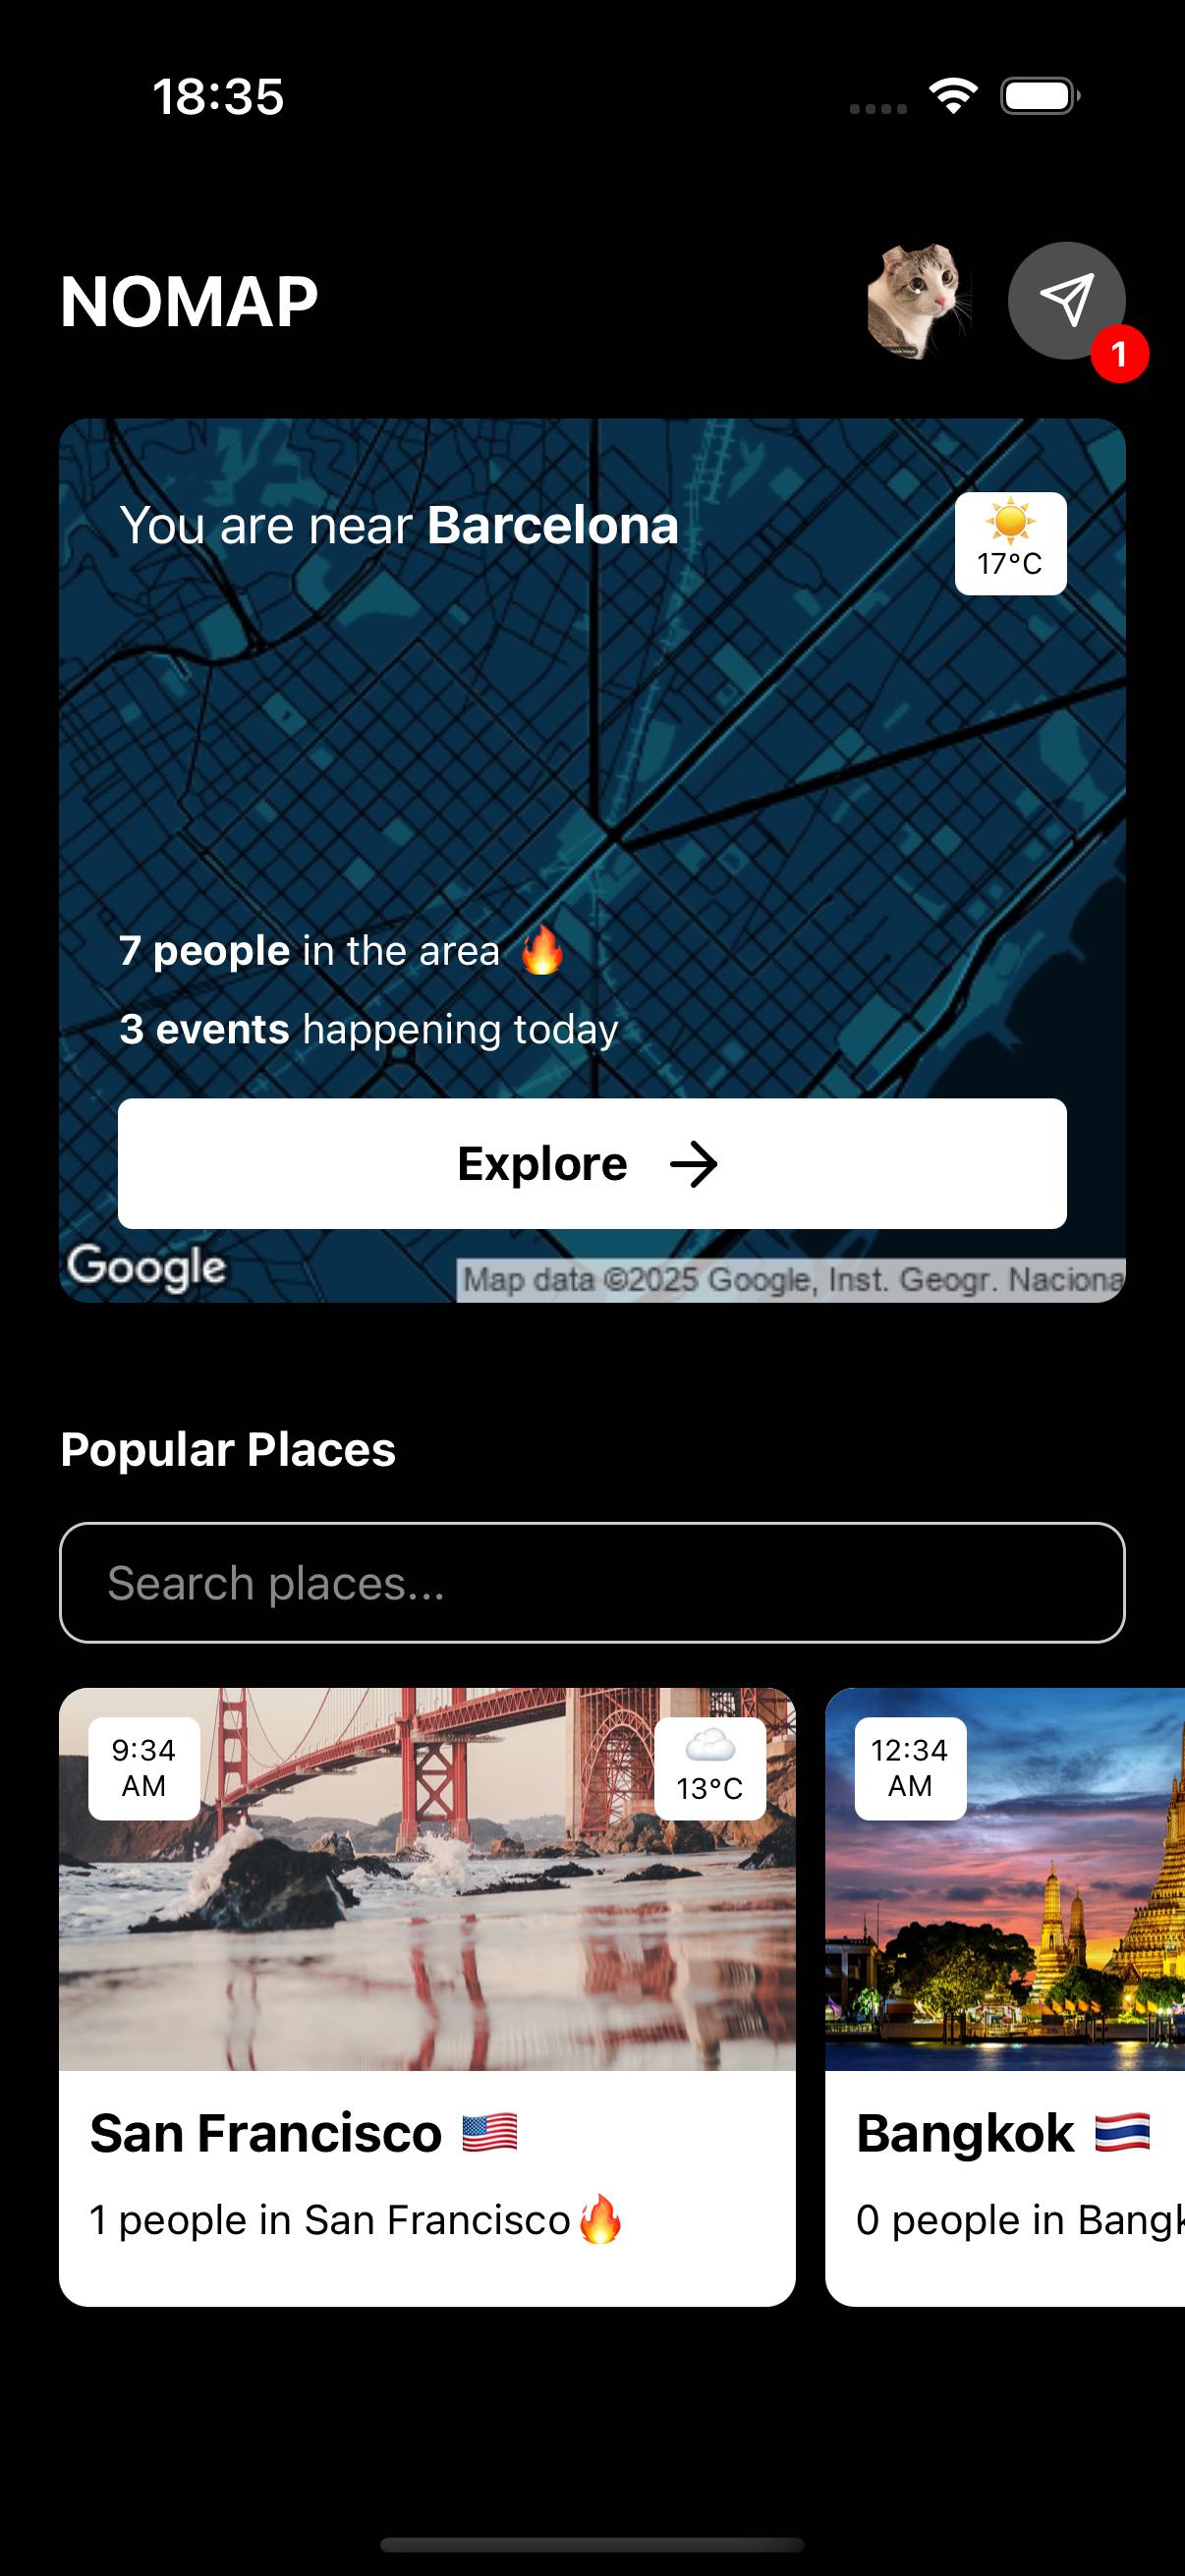 18:35
NOMAP
1
You are near Barcelona
☀️
17°C
7 people in the area 🔥
3 events happening today
Explore →
Google
Map data ©2025 Google, Inst. Geogr. Naciona
Popular Places
Search places...
9:34
AM
13°C
12:34
AM
San Francisco 🇺🇸
1 people in San Francisco🔥
Bangkok 🇹🇭
0 people in Bangk